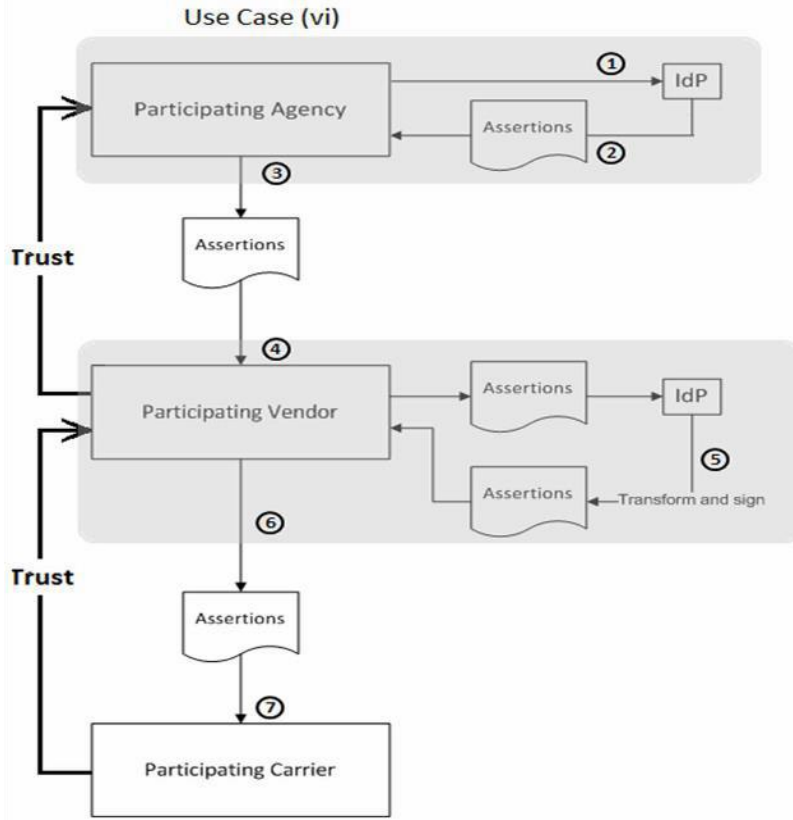 Use Case (vi)
1
IdP
Participating Agency
Assertions
2
3
Assertions
Trust
4
Assertions
IdP
Participating Vendor
5
Assertions
Transform and sign
6
Trust
Assertions
7
Participating Carrier